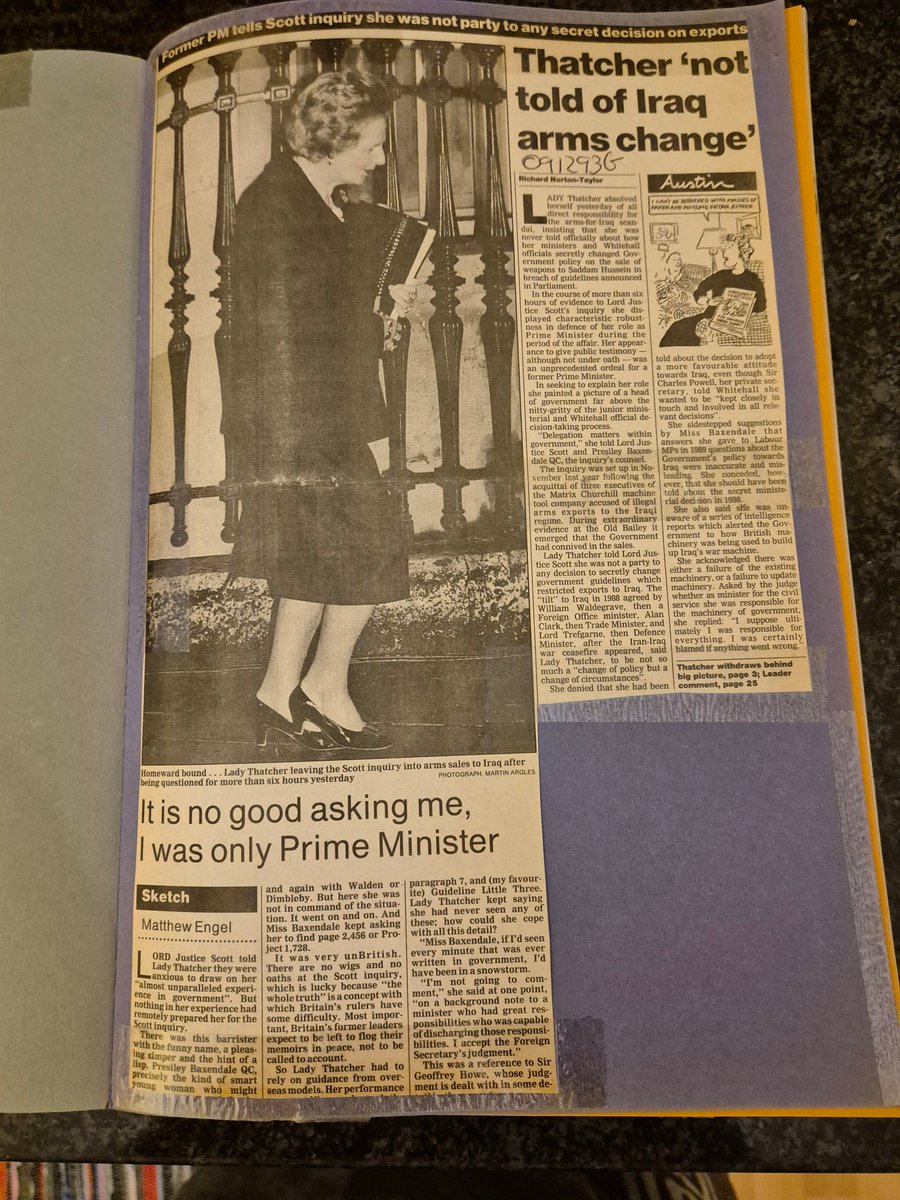 Former PM tells Scott inquiry she was not party to any secret decision on exports
Thatcher ‘not
told of Iraq
arms change’
091293G
Richard Norton-Taylor
LADY Thatcher absolved
herself yesterday of all
direct responsibility for
the arms-for-Iraq scan-
dal, insisting that she was
never told officially about how
her ministers and Whitehall
officials secretly changed Gov-
ernment policy on the sale of
weapons to Saddam Hussein in
breach of guidelines announced
in Parliament.
In the course of more than six
hours of evidence to Lord Jus-
tice Scott's inquiry she dis-
played characteristic robust-
ness in defence of her role as
Prime Minister during the
period of the affair. Her appear-
ance to give public testimony —
although not under oath — was
an unprecedented ordeal for a
former Prime Minister.
In seeking to explain her role
she painted a picture of a head
of government far above the
nitty-gritty of the junior minis-
terial and Whitehall official de-
cision-taking process.
“Delegation matters within
government,” she told Lord Jus-
tice Scott and Presiley Baxen-
dale QC, the inquiry's counsel.
The inquiry was set up in No-
vember last year following the
acquittal of three executives of
the Matrix Churchill machine
tool company accused of illegal
arms exports to the Iraqi
regime. During extraordinary
evidence at the Old Bailey it
emerged that the Government
had connived in the sales.
Lady Thatcher told Lord Jus-
tice Scott she was not a party to
any decision to secretly change
government guidelines which
restricted exports to Iraq. The
“tilt” to Iraq in 1988 agreed by
William Waldegrave, then a
Foreign Office minister, Alan
Clark, then Trade Minister, and
Lord Trefgarne, then Defence
Minister, after the Iran-Iraq
war ceasefire appeared, said
Lady Thatcher, to be not so
much a “change of policy but a
change of circumstances”.
She denied that she had been
Austin
I CAN'T BE BOTHERED WITH MASSES OF
PAPER AND PIFFLING DETAIL EITHER.
told about the decision to adopt
a more favourable attitude
towards Iraq, even though Sir
Charles Powell, her private sec-
retary, told Whitehall she
wanted to be “kept closely in
touch and involved in all rele-
vant decisions”.
She sidestepped suggestions
by Miss Baxendale that
answers she gave to Labour
MPs in 1989 questions about the
Government's policy towards
Iraq were inaccurate and mis-
leading. She conceded, how-
ever, that she should have been
told about the secret ministe-
rial decision in 1988.
She also said she was un-
aware of a series of intelligence
reports which alerted the Gov-
ernment to how British ma-
chinery was being used to build
up Iraq's war machine.
She acknowledged there was
either a failure of the existing
machinery, or a failure to update
machinery. Asked by the judge
whether as minister for the civil
service she was responsible for
the machinery of government,
she replied: “I suppose ulti-
mately I was responsible for
everything. I was certainly
blamed if anything went wrong.”
Thatcher withdraws behind
big picture, page 3; Leader
comment, page 25
Homeward bound . . . Lady Thatcher leaving the Scott inquiry into arms sales to Iraq after
being questioned for more than six hours yesterday
PHOTOGRAPH: MARTIN ARGLES
It is no good asking me,
I was only Prime Minister
Sketch
Matthew Engel
LORD Justice Scott told
Lady Thatcher they were
anxious to draw on her
“almost unparalleled experi-
ence in government”. But
nothing in her experience had
remotely prepared her for the
Scott inquiry.
There was this barrister
with the funny name, a pleas-
ing simper and the hint of a
lisp. Presiley Baxendale QC,
precisely the kind of smart
young woman who might
and again with Walden or
Dimbleby. But here she was
not in command of the situa-
tion. It went on and on. And
Miss Baxendale kept asking
her to find page 2,456 or Pro-
ject 1,728.
It was very unBritish.
There are no wigs and no
oaths at the Scott inquiry,
which is lucky because “the
whole truth” is a concept with
which Britain's rulers have
some difficulty. Most impor-
tant, Britain's former leaders
expect to be left to flog their
memoirs in peace, not to be
called to account.
So Lady Thatcher had to
rely on guidance from over-
seas models. Her performance
paragraph 7, and (my favour-
ite) Guideline Little Three.
Lady Thatcher kept saying
she had never seen any of
these; how could she cope
with all this detail?
“Miss Baxendale, if I'd seen
every minute that was ever
written in government, I'd
have been in a snowstorm.
“I'm not going to com-
ment,” she said at one point,
“on a background note to a
minister who had great res-
ponsibilities who was capable
of discharging those responsi-
bilities. I accept the Foreign
Secretary's judgment.”
This was a reference to Sir
Geoffrey Howe, whose judg-
ment is dealt with in some de-